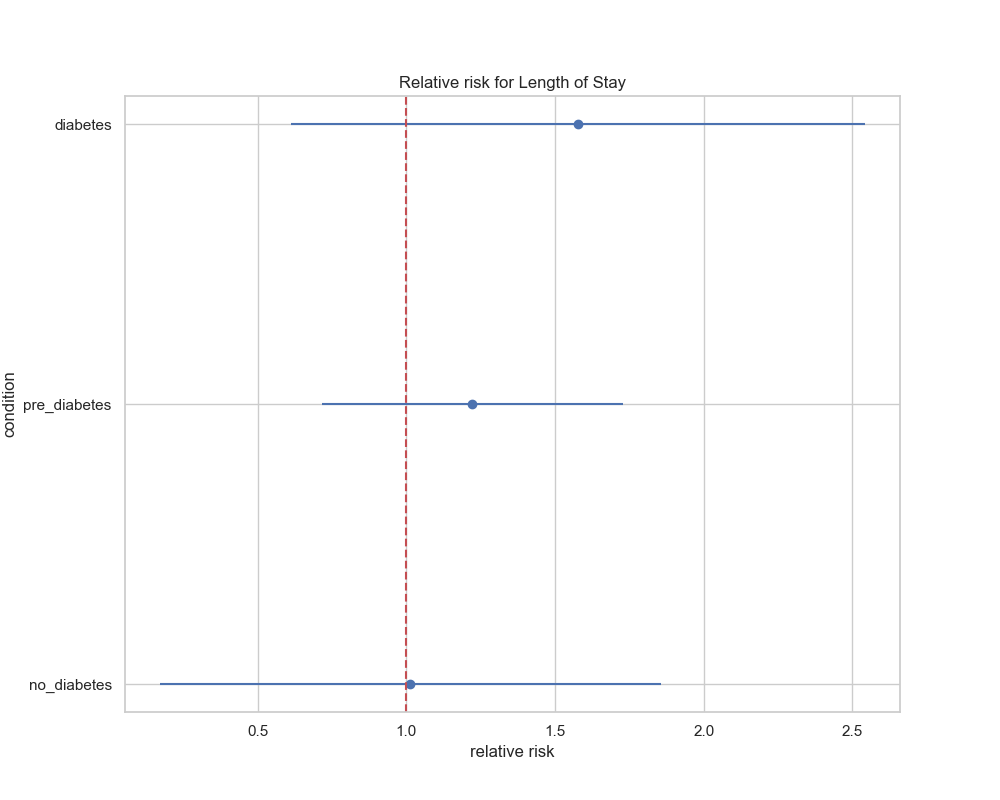 Relative risk for Length of Stay
diabetes
pre_diabetes
no_diabetes
condition
0.5 1.0 1.5 2.0 2.5
relative risk